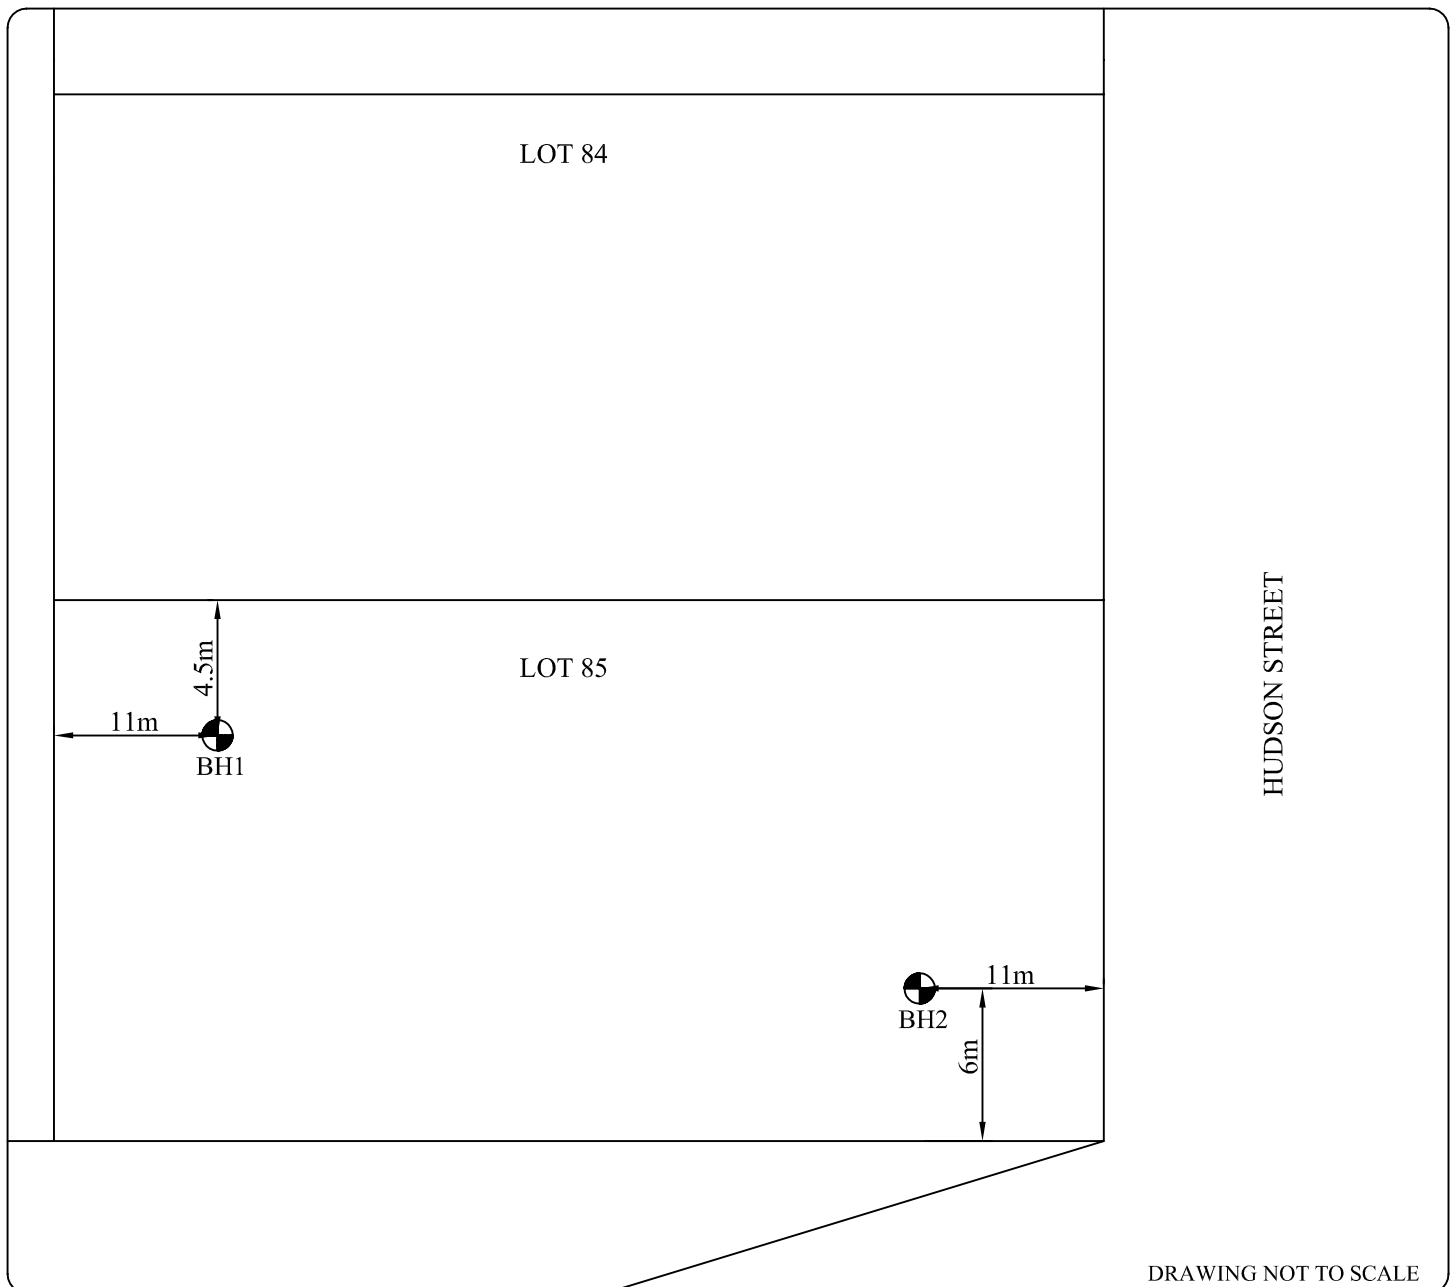 LOT 84
HUDSON STREET
4.5m
LOT 85
11m
BH1
11m
BH2
6m
DRAWING NOT TO SCALE